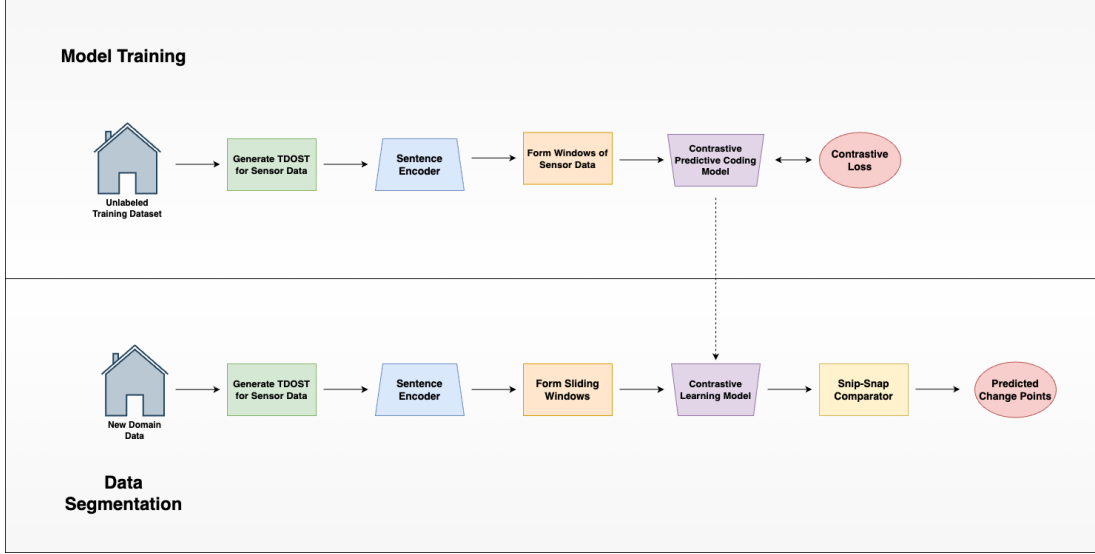 Model Training
Unlabeled
Training Dataset
Generate TDOST
for Sensor Data
Sentence
Encoder
Form Windows of
Sensor Data
Contrastive
Predictive Coding
Model
Contrastive
Loss
New Domain
Data
Generate TDOST
for Sensor Data
Sentence
Encoder
Form Sliding
Windows
Contrastive
Learning Model
Snip-Snap
Comparator
Predicted
Change Points
Data
Segmentation